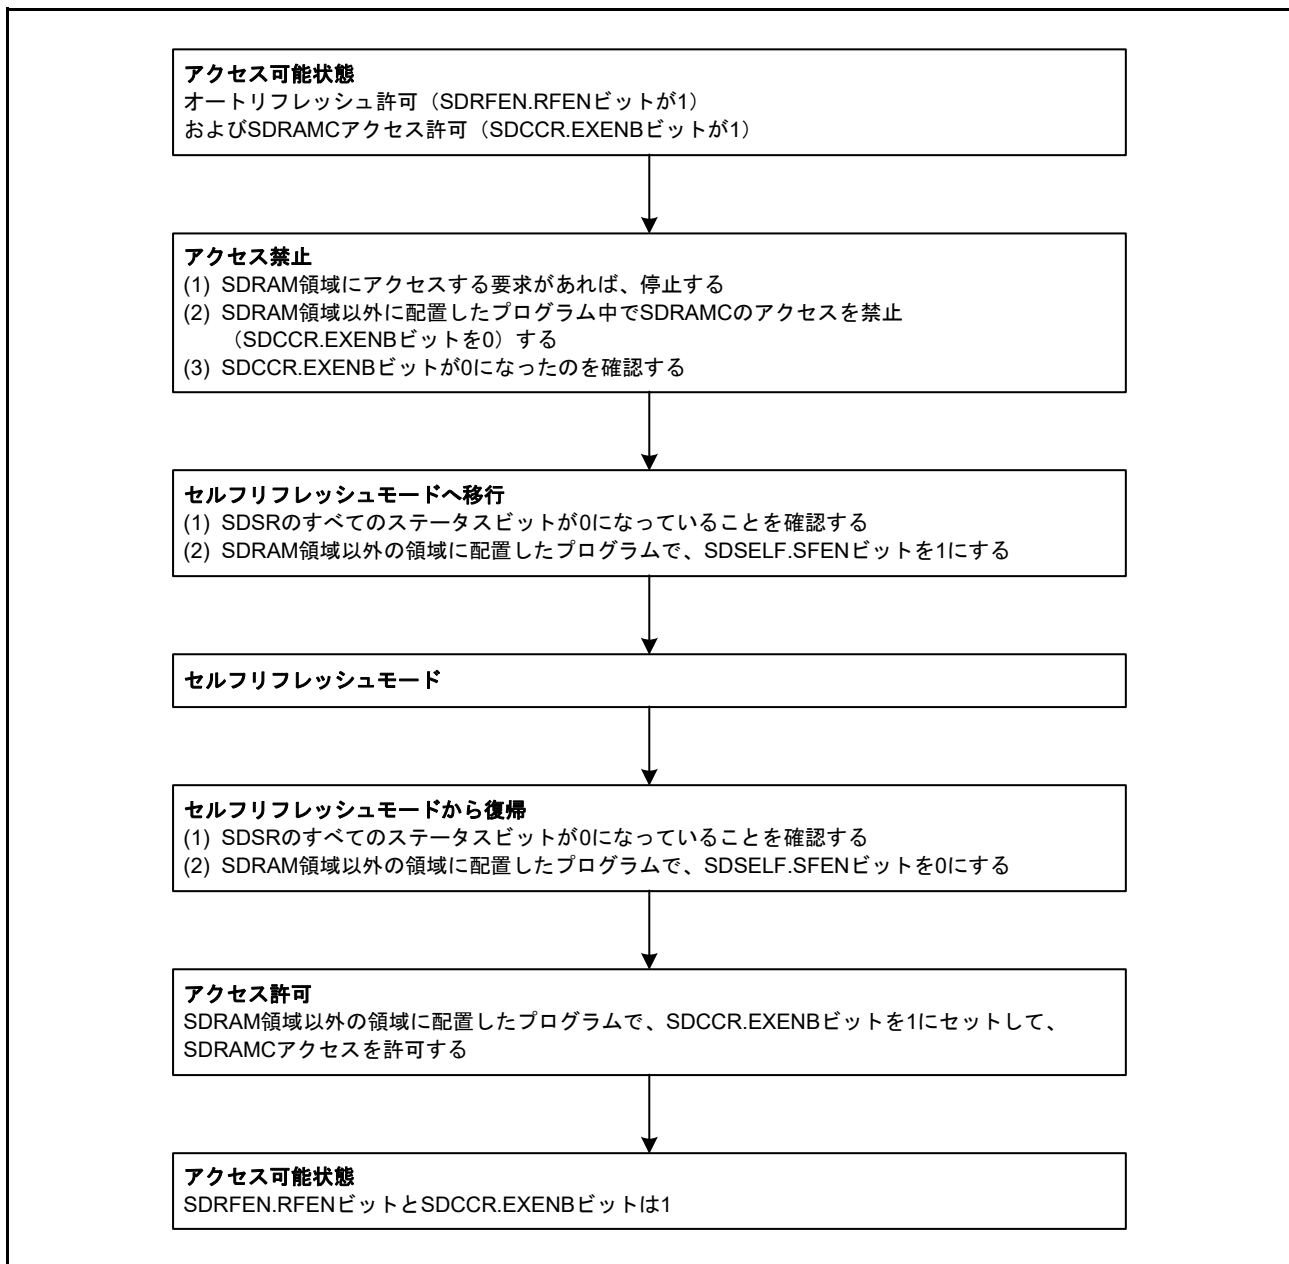 アクセス可能状態
オートリフレッシュ許可（SDRFEN.RFENビットが1）
およびSDRAMCアクセス許可（SDCCR.EXENBビットが1）
アクセス禁止
(1) SDRAM領域にアクセスする要求があれば、停止する
(2) SDRAM領域以外に配置したプログラム中でSDRAMCのアクセスを禁止
（SDCCR.EXENBビットを0）する
(3) SDCCR.EXENBビットが0になったのを確認する
セルフリフレッシュモードへ移行
(1) SDSRのすべてのステータスビットが0になっていることを確認する
(2) SDRAM領域以外の領域に配置したプログラムで、SDSELF.SFENビットを1にする
セルフリフレッシュモード
セルフリフレッシュモードから復帰
(1) SDSRのすべてのステータスビットが0になっていることを確認する
(2) SDRAM領域以外の領域に配置したプログラムで、SDSELF.SFENビットを0にする
アクセス許可
SDRAM領域以外の領域に配置したプログラムで、SDCCR.EXENBビットを1にセットして、
SDRAMCアクセスを許可する
アクセス可能状態
SDRFEN.RFENビットとSDCCR.EXENBビットは1